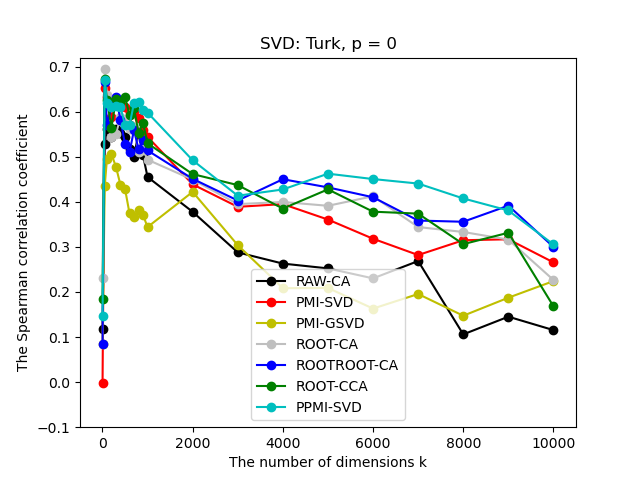 SVD: Turk, p = 0
The Spearman correlation coefficient
0.7
0.6
0.5
0.4
0.3
0.2
0.1
0.0
−0.1
RAW-CA
PMI-SVD
PMI-GSVD
ROOT-CA
ROOTROOT-CA
ROOT-CCA
PPMI-SVD
0 2000 4000 6000 8000 10000
The number of dimensions k